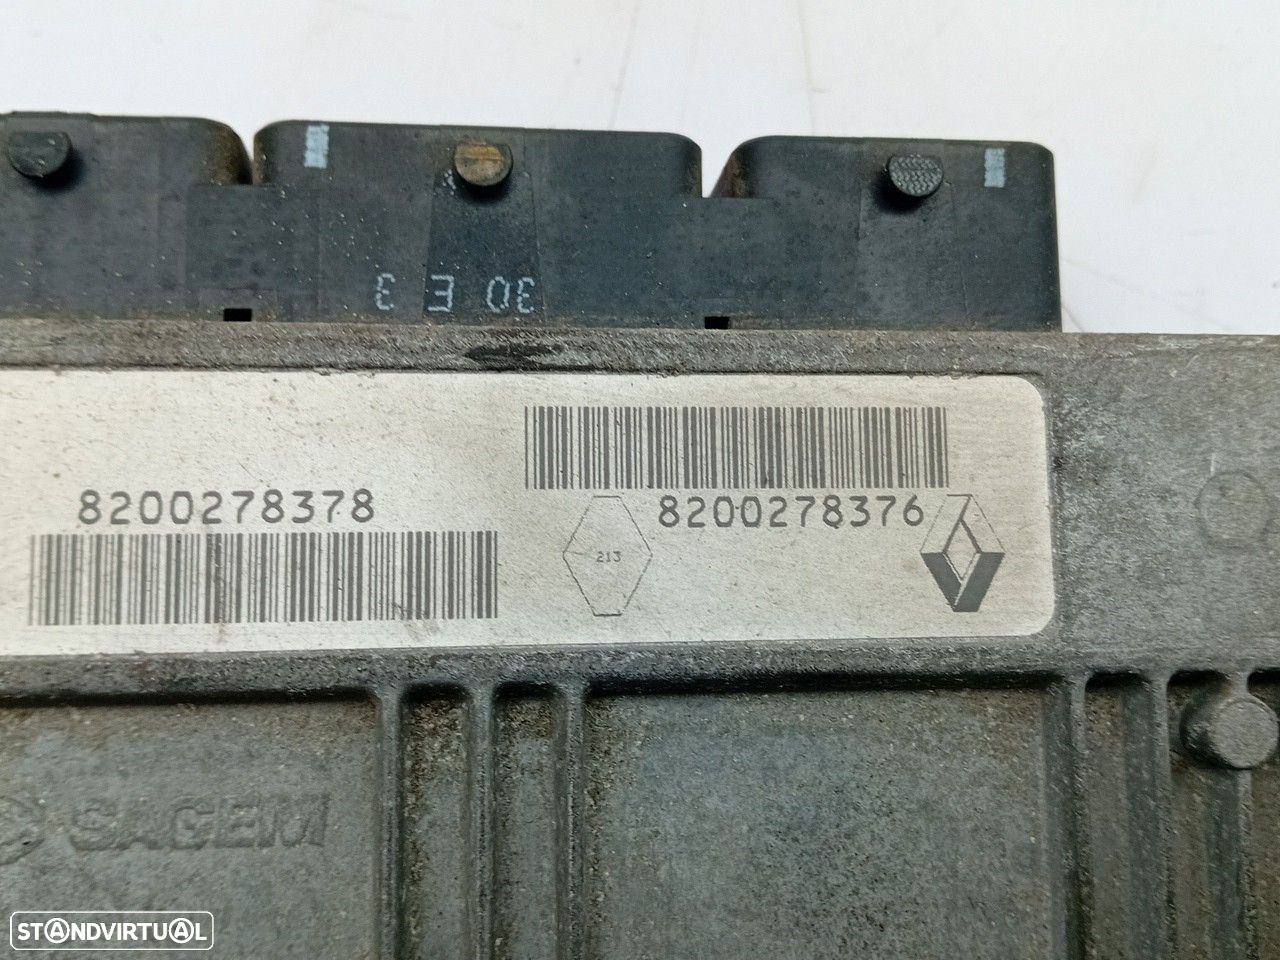 30 E 3
8200278378
213
8200278376
SAGEM
STANDVIRTUAL